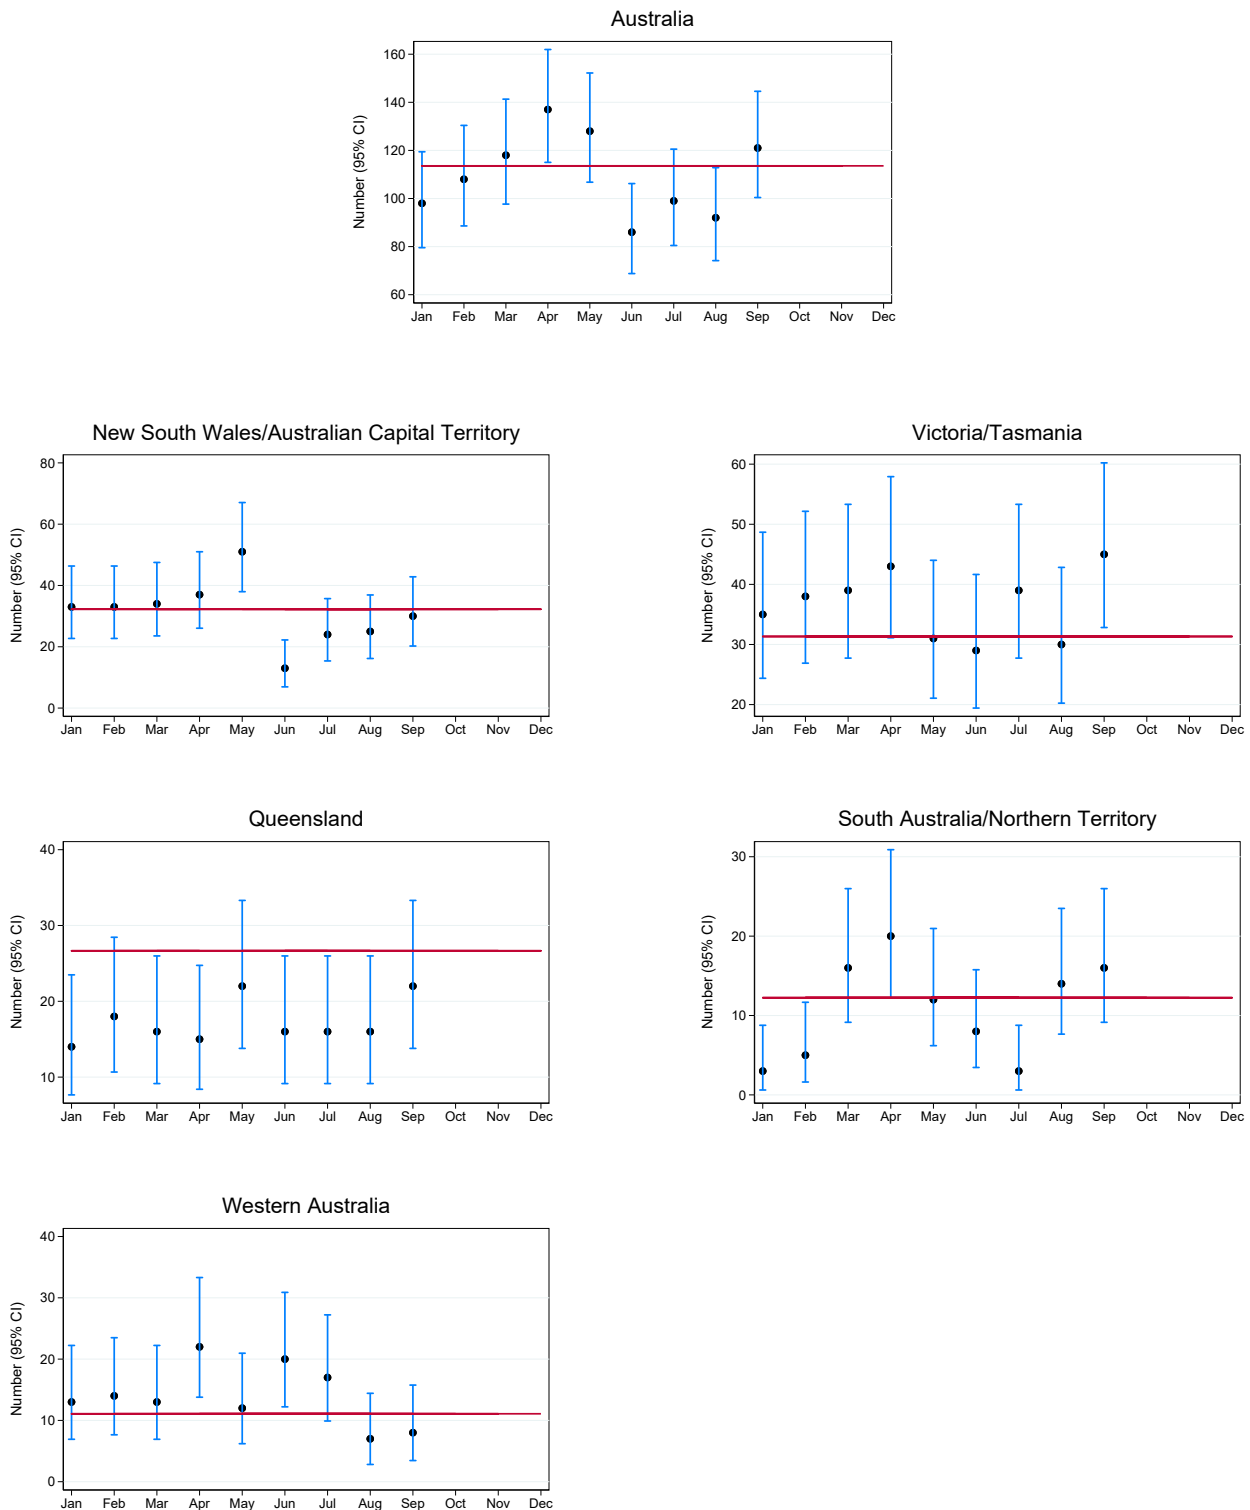 Australia
Number (95% CI)
160
140
120
100
80
60
Jan Feb Mar Apr May Jun Jul Aug Sep Oct Nov Dec
New South Wales/Australian Capital Territory
Number (95% CI)
80
60
40
20
0
Jan Feb Mar Apr May Jun Jul Aug Sep Oct Nov Dec
Victoria/Tasmania
Number (95% CI)
60
50
40
30
20
Jan Feb Mar Apr May Jun Jul Aug Sep Oct Nov Dec
Queensland
Number (95% CI)
40
30
20
10
Jan Feb Mar Apr May Jun Jul Aug Sep Oct Nov Dec
South Australia/Northern Territory
Number (95% CI)
30
20
10
0
Jan Feb Mar Apr May Jun Jul Aug Sep Oct Nov Dec
Western Australia
Number (95% CI)
40
30
20
10
0
Jan Feb Mar Apr May Jun Jul Aug Sep Oct Nov Dec